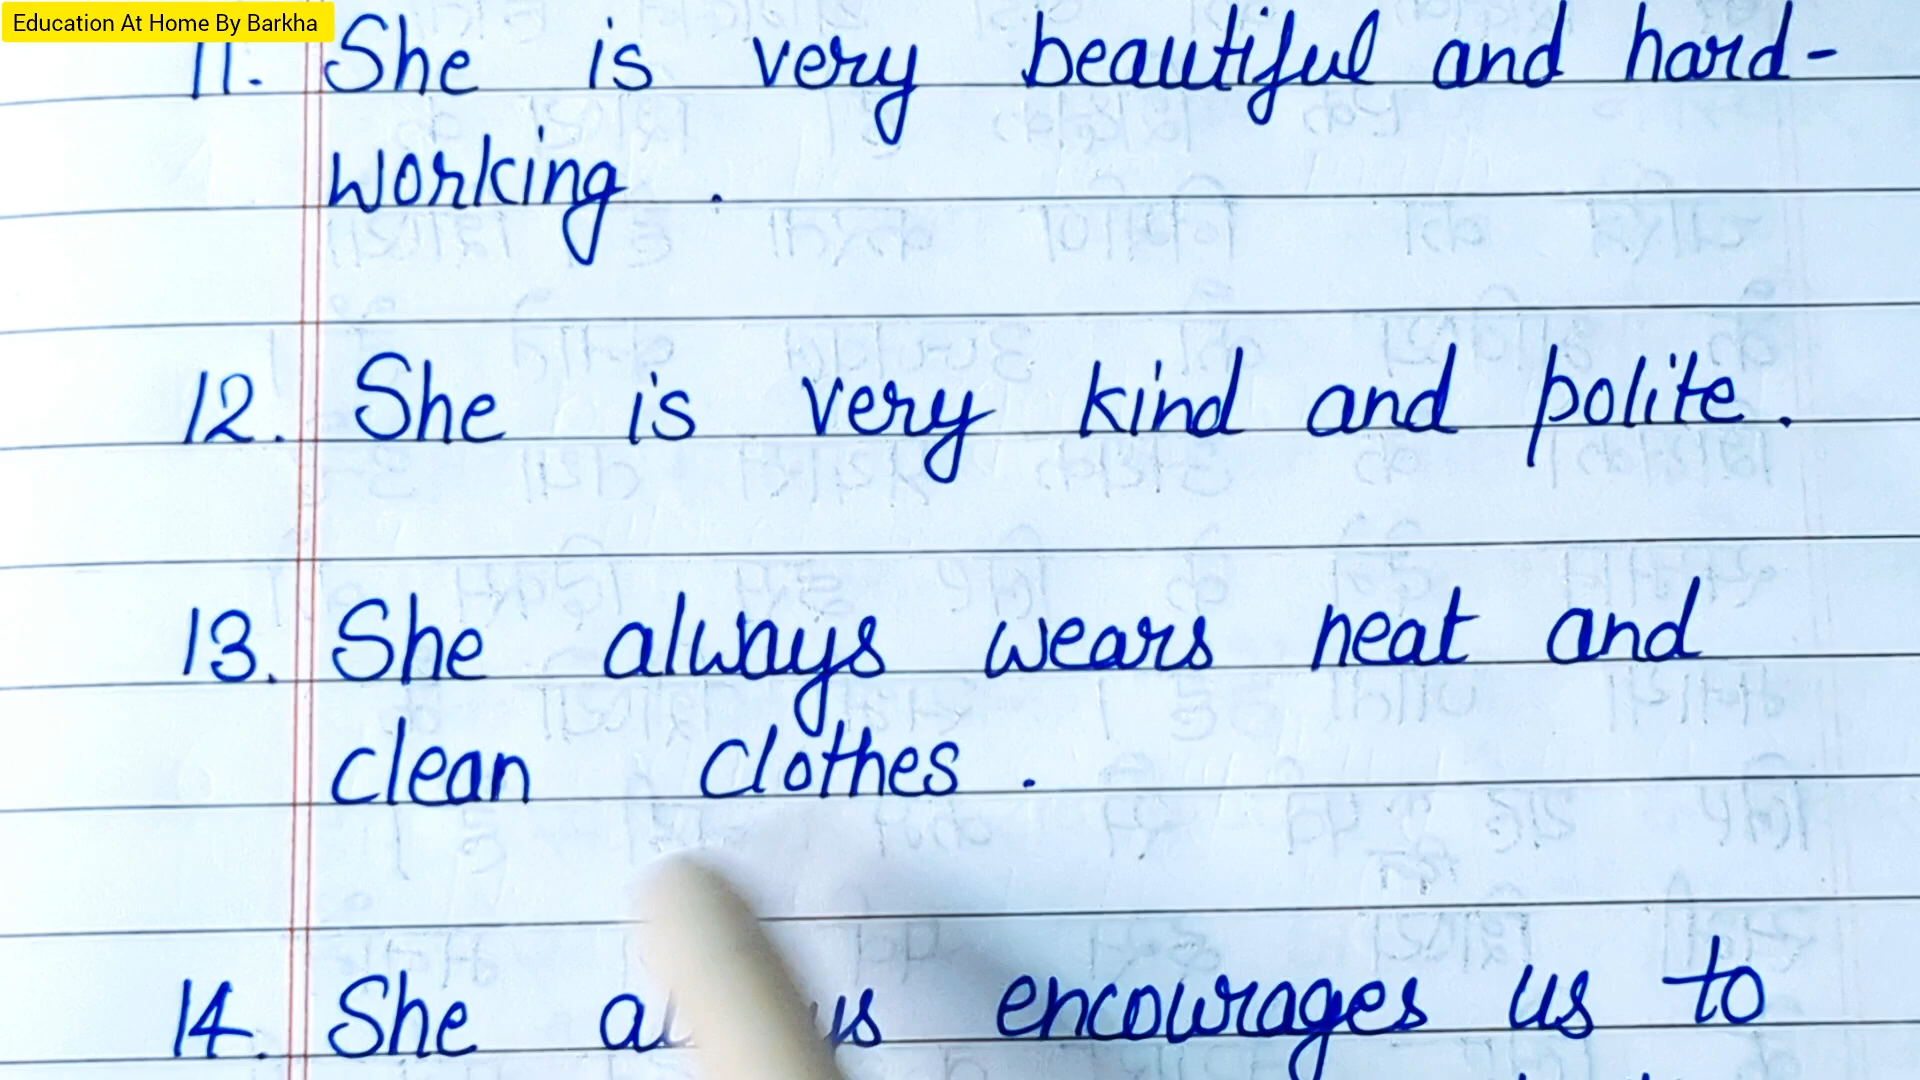 Education At Home By Barkha
11. She is very beautiful and hard-
working .
12. She is very kind and polite.
13. She always wears neat and
clean clothes .
14. She encourages us to